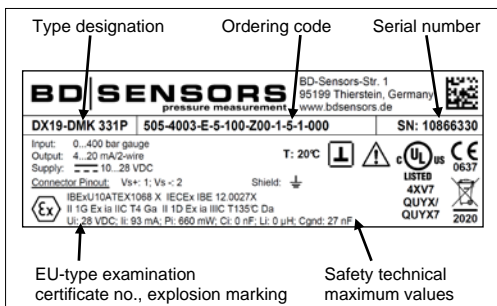 Type designation Ordering code Serial number
BD SENSORS
pressure measurement
BD-Sensors-Str. 1
95199 Thierstein, Germany
www.bdsensors.de
DX19-DMK 331P 505-4003-E-5-100-Z00-1-5-1-000 SN: 10866330
Input: 0...400 bar gauge
Output: 4...20 mA/2-wire
Supply: 10...28 VDC
T: 20°C
Connector Pinout: Vs+: 1; Vs-: 2 Shield:
IBExU10ATEX1068 X IECEx IBE 12.0027X
II 1G Ex ia IIC T4 Ga II 1D Ex ia IIIC T135°C Da
Ui: 28 VDC; Ii: 93 mA; Pi: 660 mW; Ci: 0 nF; Li: 0 µH; Cgnd: 27 nF
Ex
c UL US
LISTED
4XV7
QUYX/
QUYX7
CE
0637
2020
EU-type examination
certificate no., explosion marking
Safety technical
maximum values